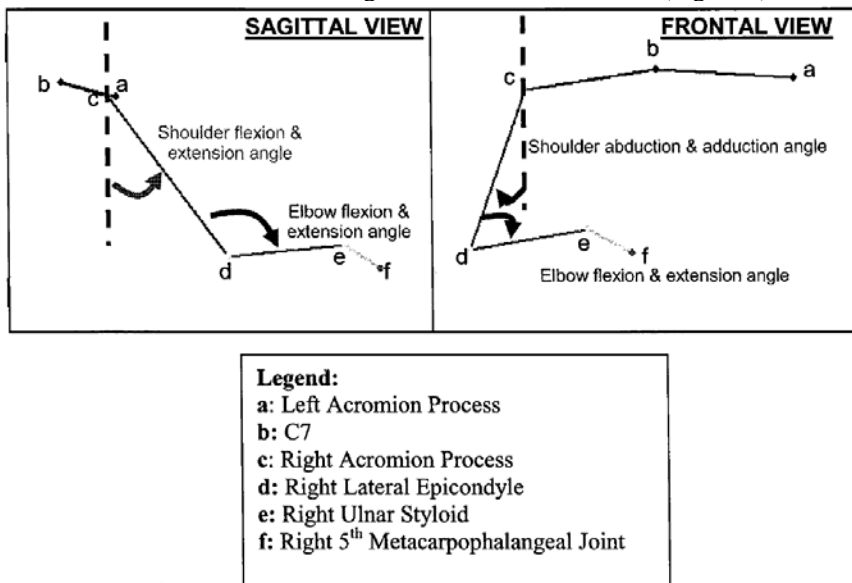 SAGITTAL VIEW
b
c
a
Shoulder flexion &
extension angle
Elbow flexion &
extension angle
d
e
f
FRONTAL VIEW
b
c
a
Shoulder abduction & adduction angle
d
e
f
Elbow flexion & extension angle
Legend:
a: Left Acromion Process
b: C7
c: Right Acromion Process
d: Right Lateral Epicondyle
e: Right Ulnar Styloid
f: Right 5th Metacarpophalangeal Joint